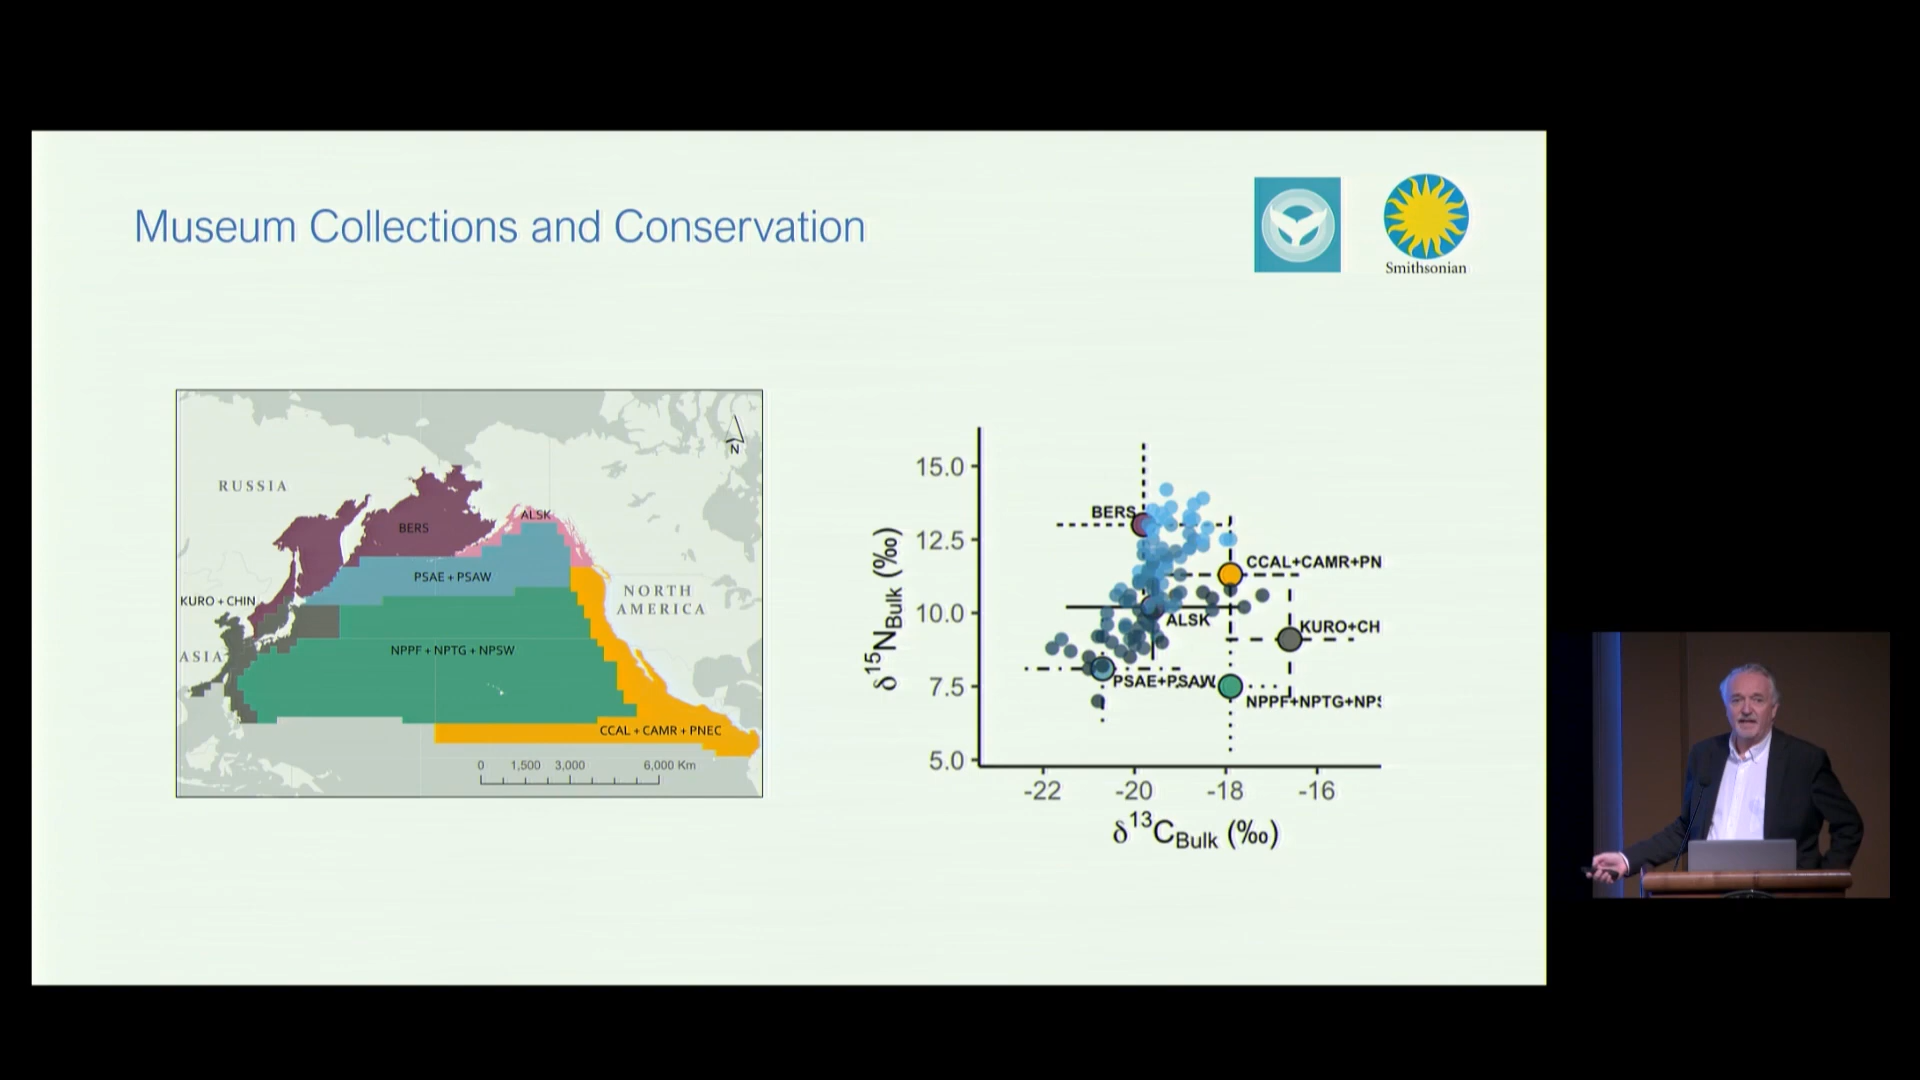 Museum Collections and Conservation
Smithsonian
RUSSIA
BERS
ALSK
PSAE + PSAW
KURO + CHIN
NORTH
AMERICA
ASIA
NPPF + NPTG + NPSW
CCAL + CAMR + PNEC
0 1,500 3,000 6,000 Km
N
15.0
12.5
10.0
7.5
5.0
δ15NBulk (‰)
BERS
CCAL+CAMR+PN
ALSK
KURO+CH
PSAE+PSAW
NPPF+NPTG+NPS
-22 -20 -18 -16
δ13CBulk (‰)